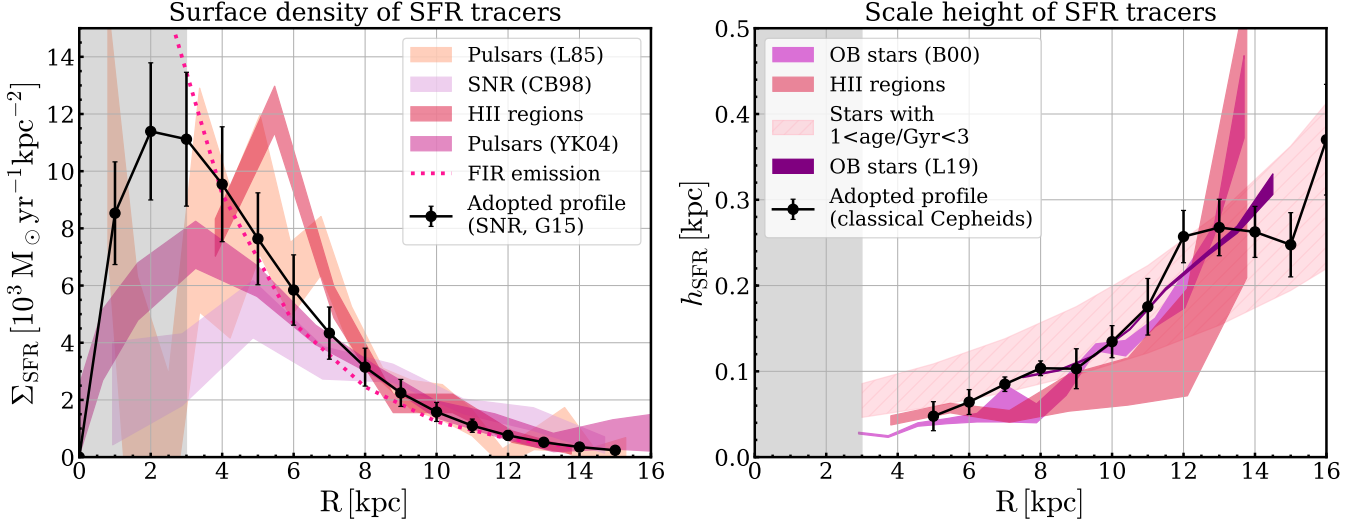 Surface density of SFR tracers
Σ_SFR [10³ M⊙ yr⁻¹ kpc⁻²]
14
12
10
8
6
4
2
0
Pulsars (L85)
SNR (CB98)
HII regions
Pulsars (YK04)
FIR emission
Adopted profile
(SNR, G15)
0 2 4 6 8 10 12 14 16
R [kpc]
Scale height of SFR tracers
h_SFR [kpc]
0.5
0.4
0.3
0.2
0.1
0.0
OB stars (B00)
HII regions
Stars with
1<age/Gyr<3
OB stars (L19)
Adopted profile
(classical Cepheids)
0 2 4 6 8 10 12 14 16
R [kpc]